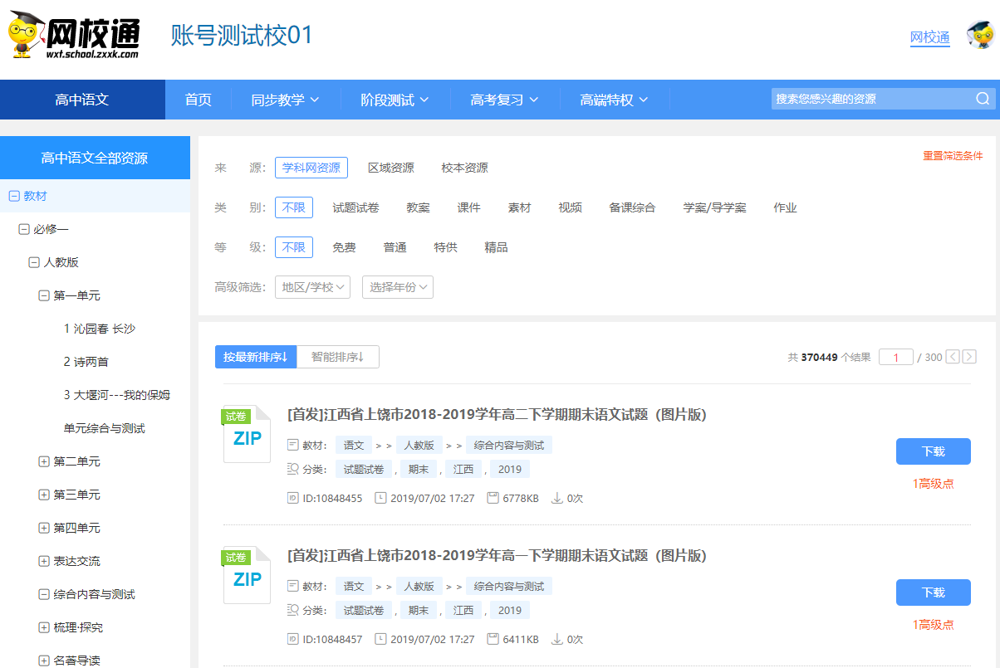 网校通
wxt.school.zxxk.com
账号测试校01
网校通
高中语文 首页 同步教学 阶段测试 高考复习 高端特权 搜索您感兴趣的资源
高中语文全部资源
教材
必修一
人教版
第一单元
1 沁园春 长沙
2 诗两首
3 大堰河---我的保姆
单元综合与测试
第二单元
第三单元
第四单元
表达交流
综合内容与测试
梳理·探究
名著导读
来 源: 学科网资源 区域资源 校本资源 重置筛选条件
类 别: 不限 试题试卷 教案 课件 素材 视频 备课综合 学案/导学案 作业
等 级: 不限 免费 普通 特供 精品
高级筛选: 地区/学校 选择年份
按最新排序↓ 智能排序↓ 共 370449 个结果 1 / 300
试卷
ZIP
[首发]江西省上饶市2018-2019学年高二下学期期末语文试题（图片版）
教材: 语文 > > 人教版 > > 综合内容与测试
分类: 试题试卷 , 期末 , 江西 , 2019
ID:10848455 2019/07/02 17:27 6778KB 0次
下载
1高级点
试卷
ZIP
[首发]江西省上饶市2018-2019学年高一下学期期末语文试题（图片版）
教材: 语文 > > 人教版 > > 综合内容与测试
分类: 试题试卷 , 期末 , 江西 , 2019
ID:10848457 2019/07/02 17:27 6411KB 0次
下载
1高级点